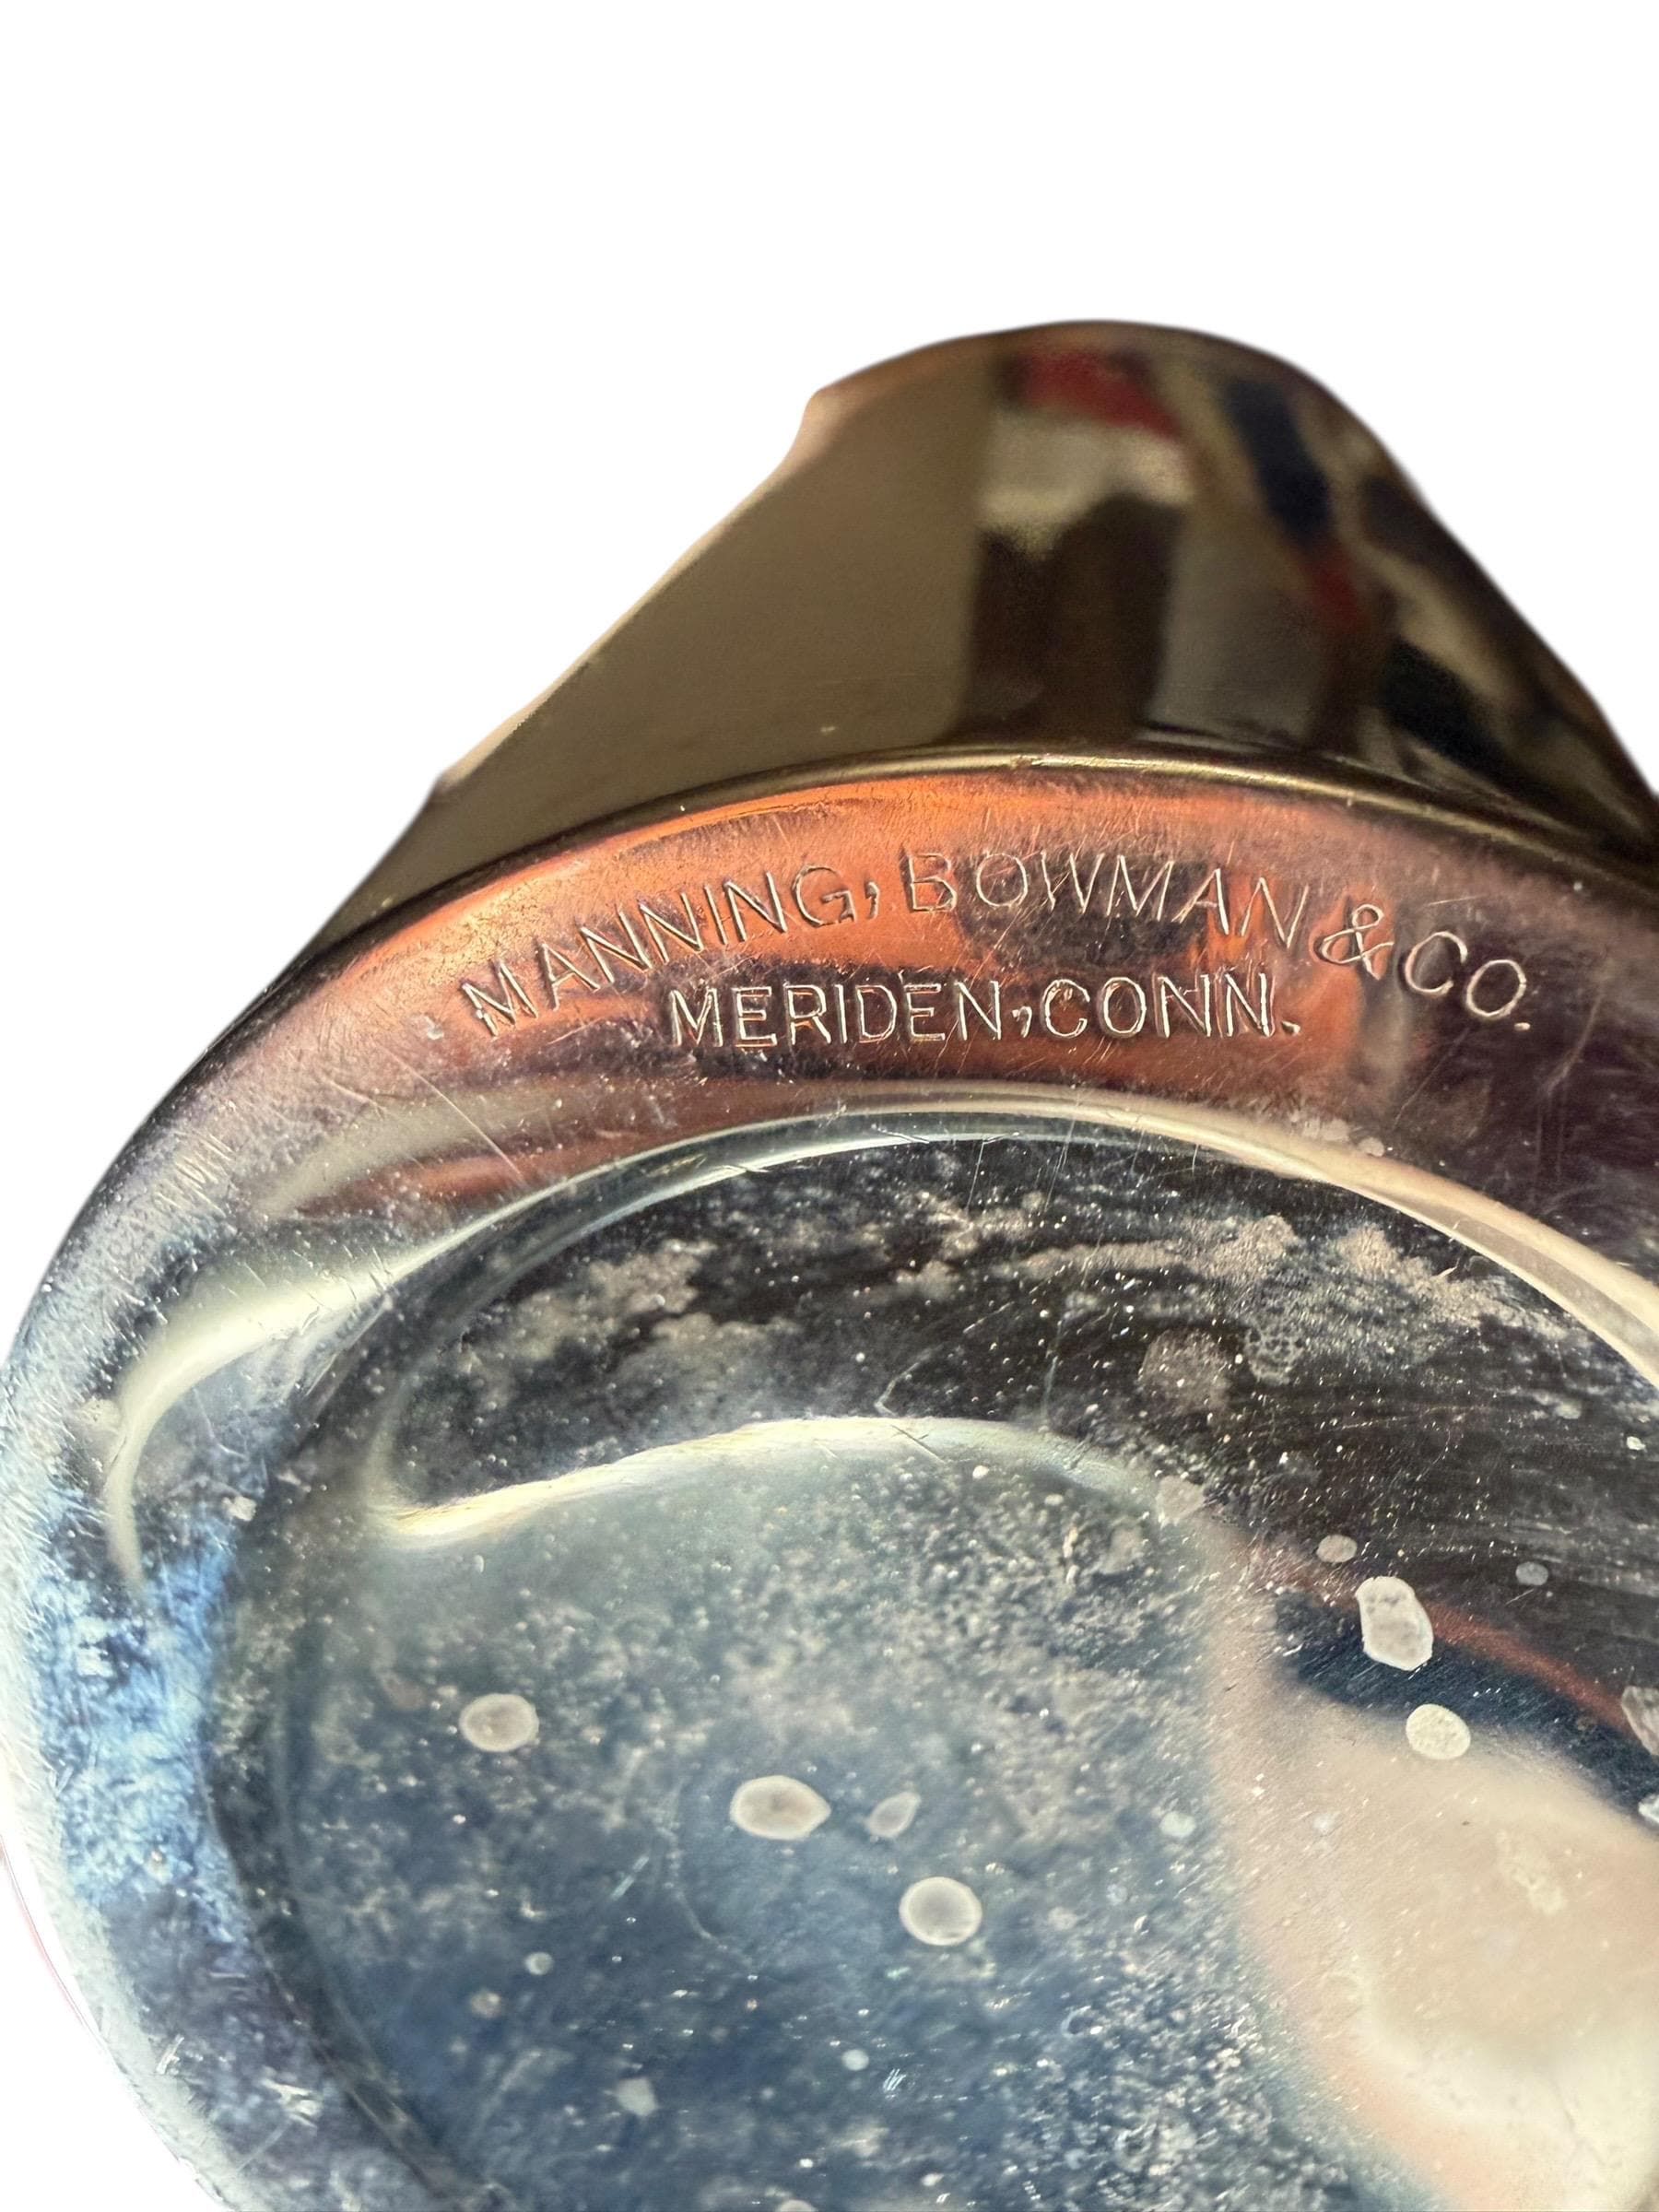 MANNING, BOWMAN & CO.
MERIDEN, CONN.